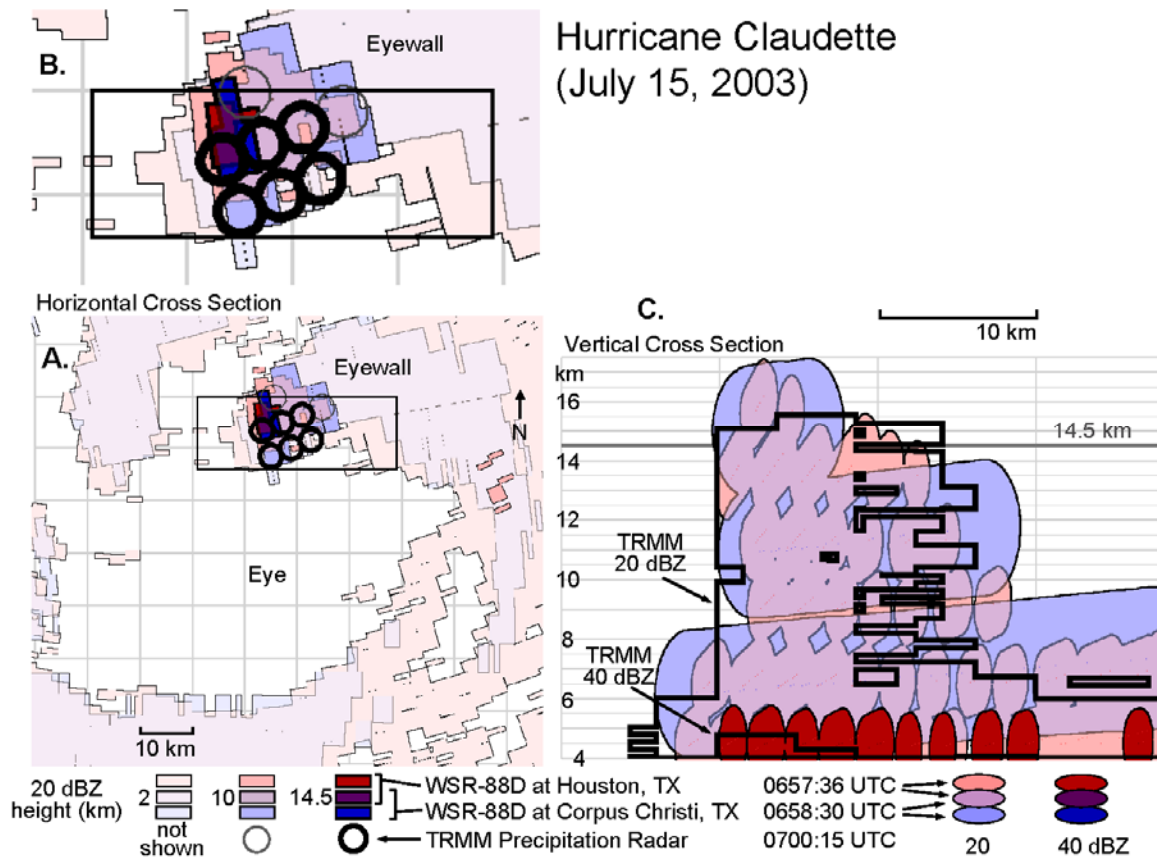 Hurricane Claudette
(July 15, 2003)
B.
Eyewall
Horizontal Cross Section
A.
Eyewall
N
Eye
10 km
C.
10 km
Vertical Cross Section
km
16
14.5 km
14
12
TRMM
20 dBZ
10
8
TRMM
40 dBZ
6
4
20 dBZ
height (km)
2
10
14.5
not
shown
WSR-88D at Houston, TX
WSR-88D at Corpus Christi, TX
TRMM Precipitation Radar
0657:36 UTC
0658:30 UTC
0700:15 UTC
20
40 dBZ